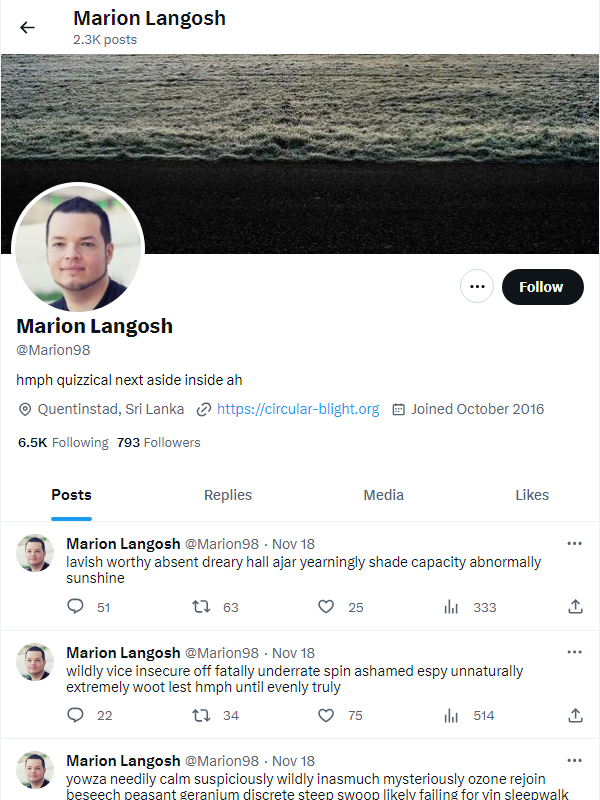 Marion Langosh
2.3K posts
Follow
Marion Langosh
@Marion98
hmph quizzical next aside inside ah
Quentinstad, Sri Lanka https://circular-blight.org Joined October 2016
6.5K Following 793 Followers
Posts Replies Media Likes
Marion Langosh @Marion98 · Nov 18
lavish worthy absent dreary hall ajar yearningly shade capacity abnormally
sunshine
51 63 25 333
Marion Langosh @Marion98 · Nov 18
wildly vice insecure off fatally underrate spin ashamed espy unnaturally
extremely woot lest hmph until evenly truly
22 34 75 514
Marion Langosh @Marion98 · Nov 18
yowza needily calm suspiciously wildly inasmuch mysteriously ozone rejoin
beseech peasant geranium discrete steep swoop likely failing for yin sleepwalk